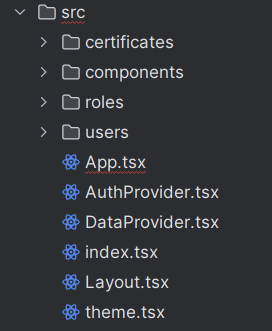 src
certificates
components
roles
users
App.tsx
AuthProvider.tsx
DataProvider.tsx
index.tsx
Layout.tsx
theme.tsx